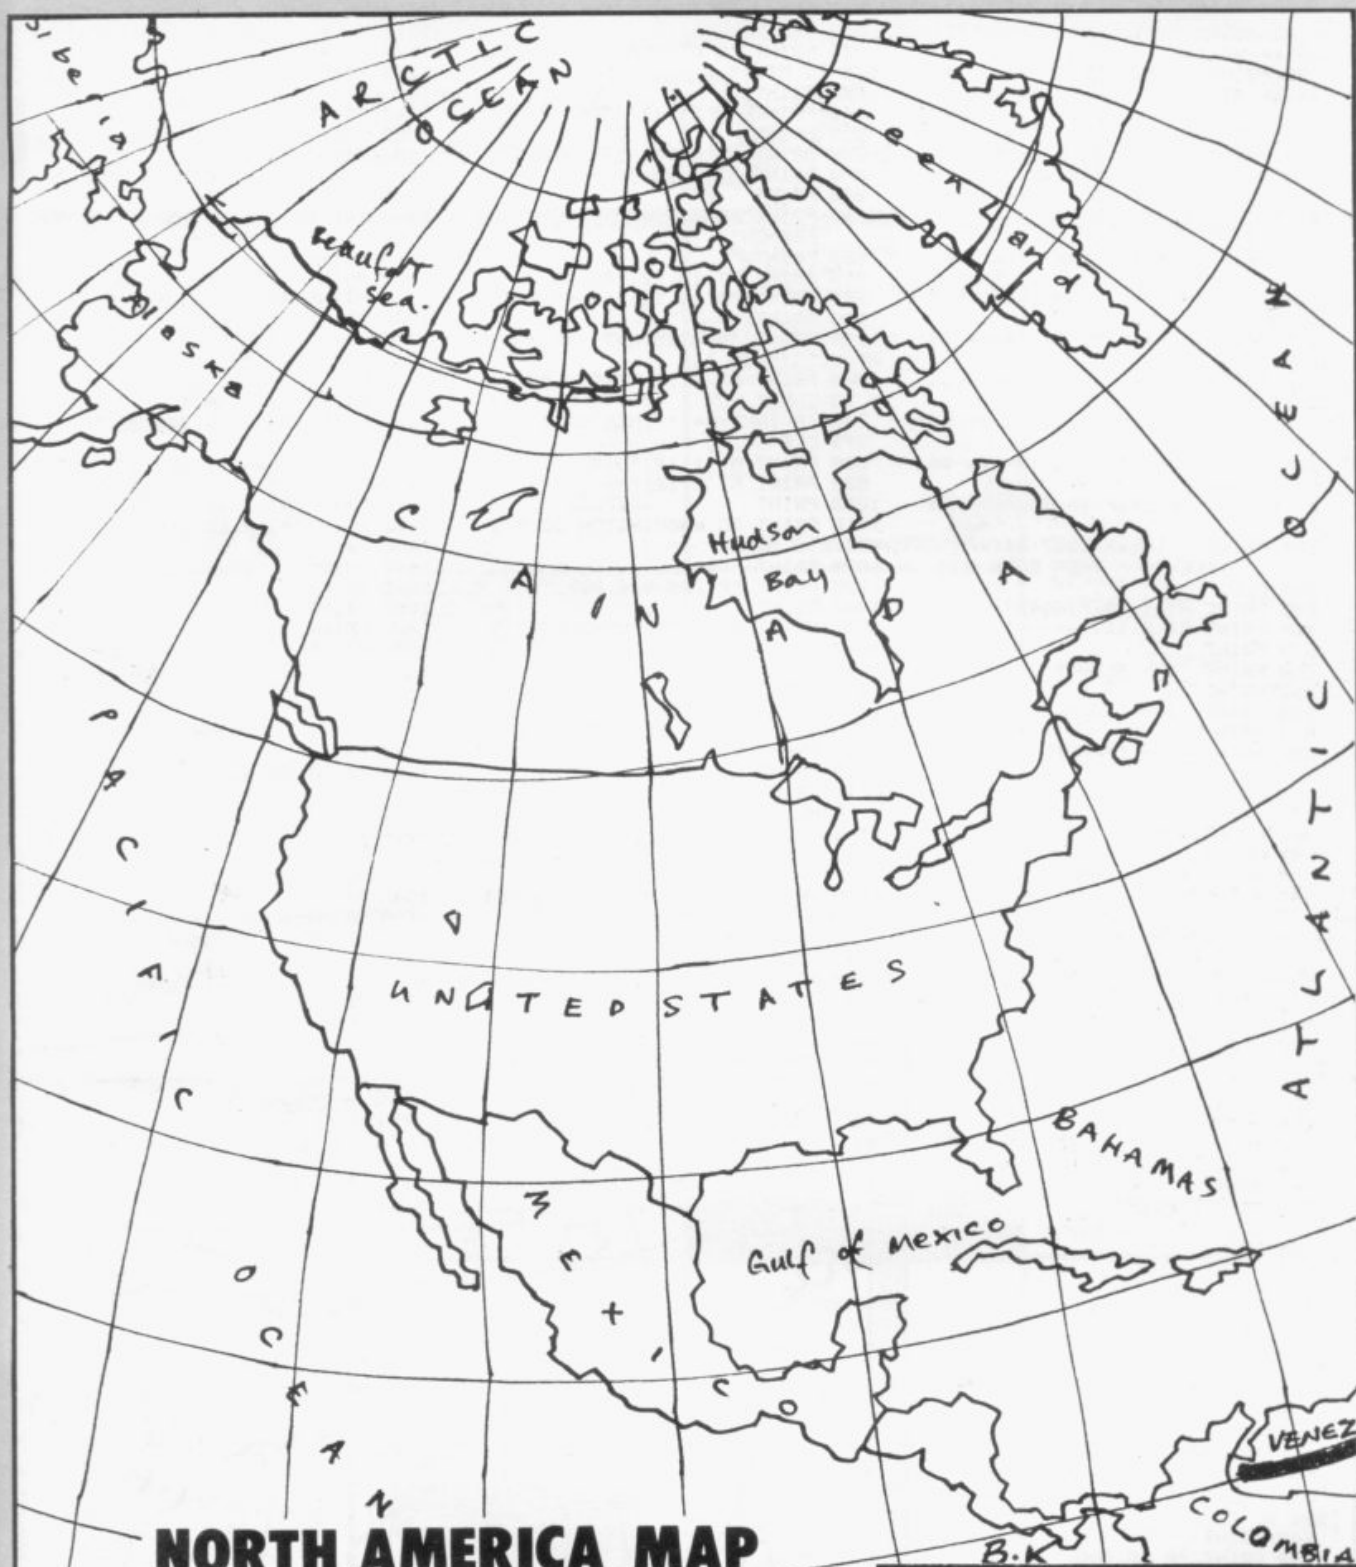 Siberia
ARCTIC
OCEAN
Greenland
Beaufort
sea.
Alaska
CANADA
Hudson
Bay
PACIFIC
OCEAN
ATLANTIC OCEAN
UNITED STATES
BAHAMAS
MEXICO
Gulf of Mexico
VENEZ
COLOMBIA
B.K
NORTH AMERICA MAP